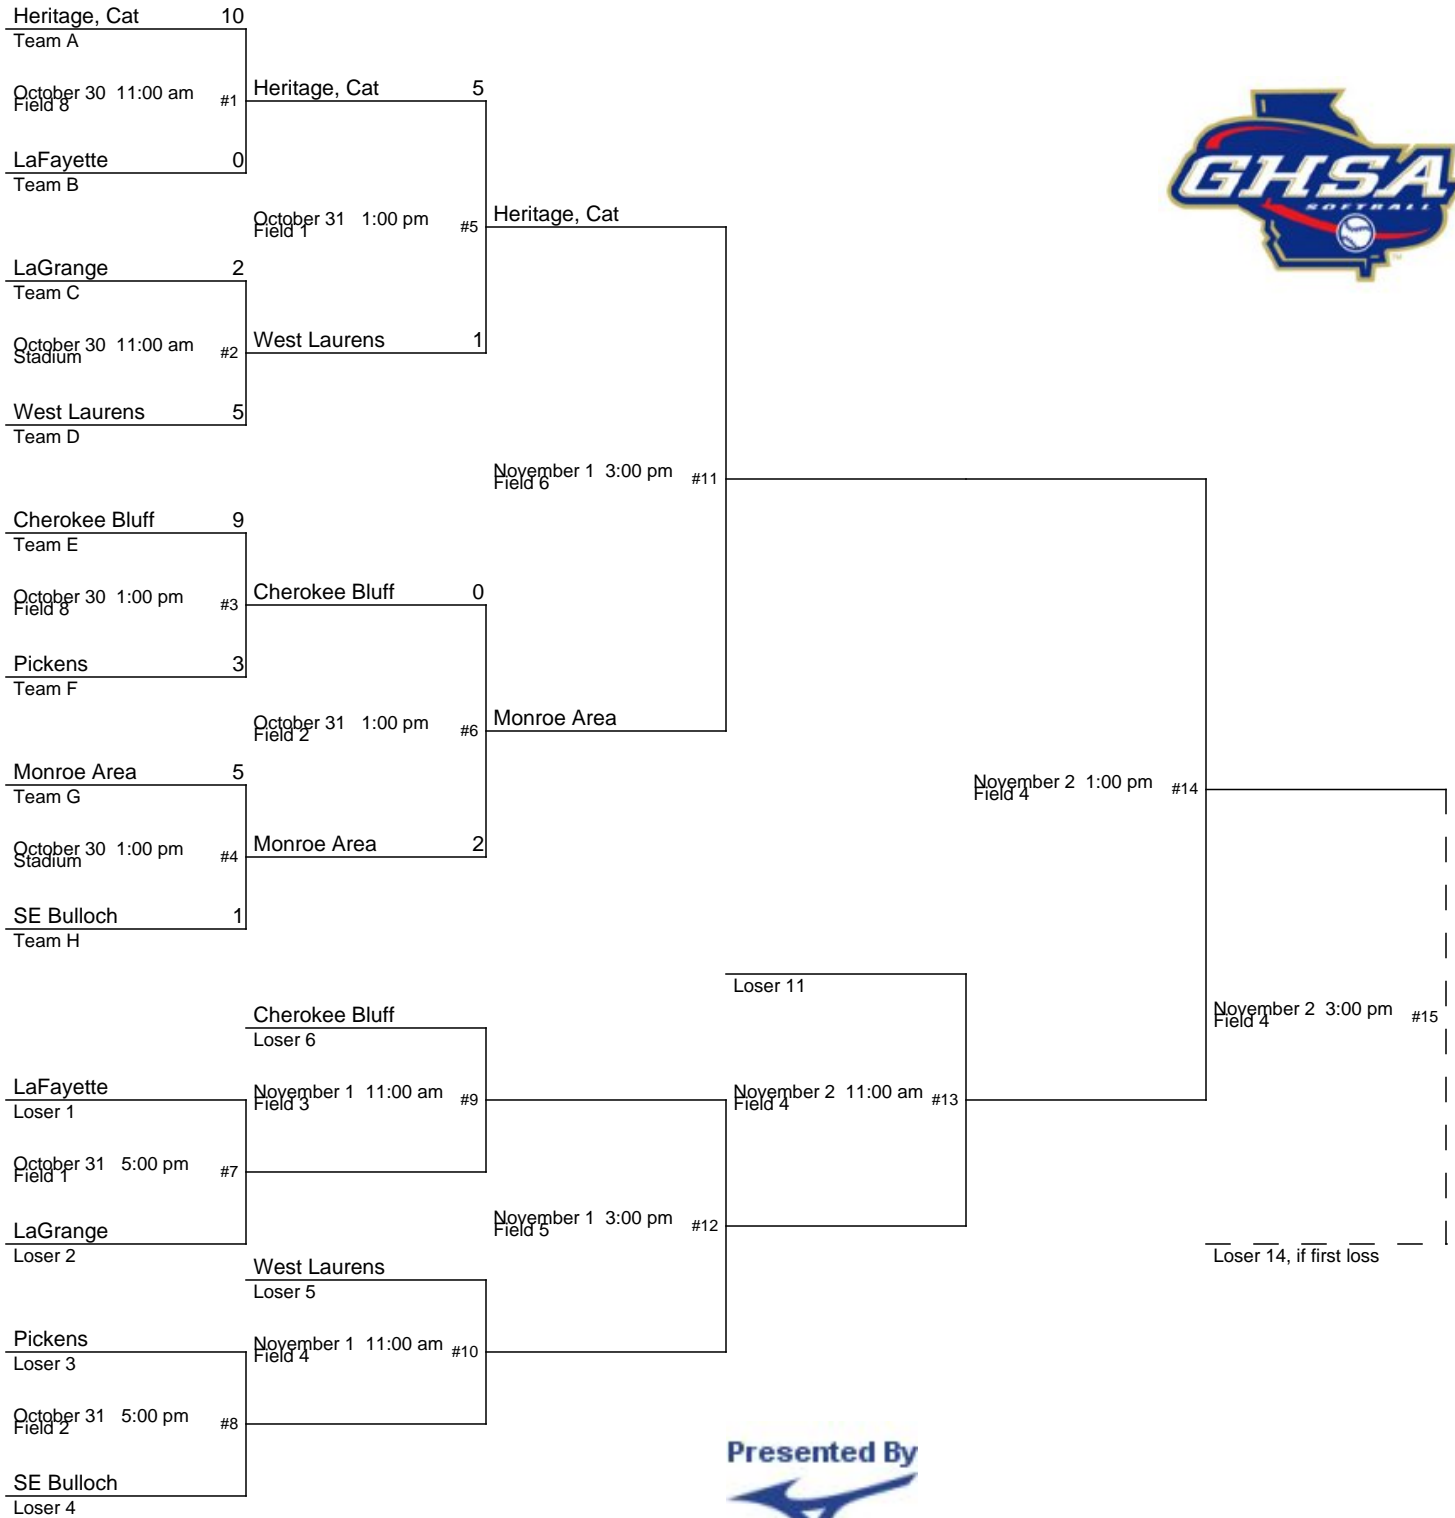 Heritage, Cat 10
Team A
October 30 11:00 am #1
Field 8
LaFayette 0
Team B
Heritage, Cat 5
October 31 1:00 pm #5
Field 1
LaGrange 2
Team C
October 30 11:00 am #2
Stadium
West Laurens 5
Team D
West Laurens 1
Heritage, Cat
GHSA
SOFTBALL
TM
November 1 3:00 pm #11
Field 6
Cherokee Bluff 9
Team E
October 30 1:00 pm #3
Field 8
Pickens 3
Team F
Cherokee Bluff 0
October 31 1:00 pm #6
Field 2
Monroe Area
Monroe Area 5
Team G
October 30 1:00 pm #4
Stadium
SE Bulloch 1
Team H
Monroe Area 2
November 2 1:00 pm #14
Field 4
Loser 11
Cherokee Bluff
Loser 6
November 1 11:00 am #9
Field 3
LaFayette
Loser 1
October 31 5:00 pm #7
Field 1
LaGrange
Loser 2
November 2 11:00 am #13
Field 4
November 2 3:00 pm #15
Field 4
November 1 3:00 pm #12
Field 5
Loser 14, if first loss
West Laurens
Loser 5
November 1 11:00 am #10
Field 4
Pickens
Loser 3
October 31 5:00 pm #8
Field 2
SE Bulloch
Loser 4
Presented By